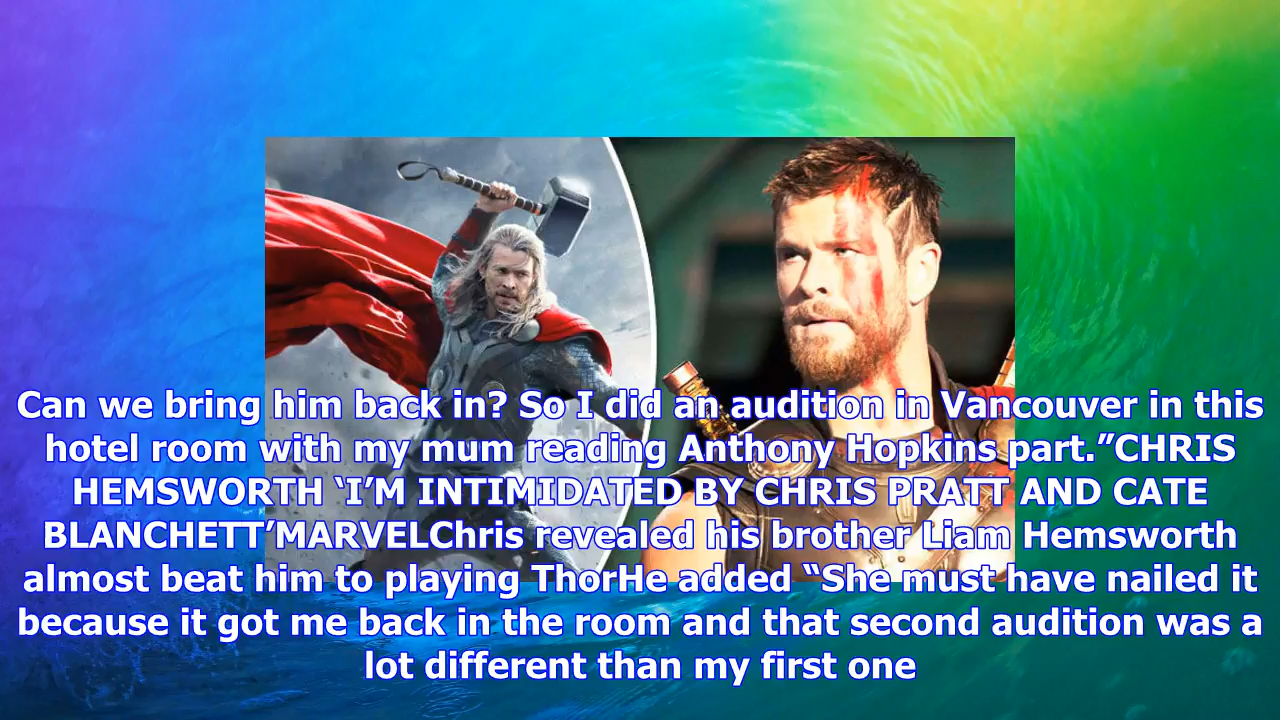 Can we bring him back in? So I did an audition in Vancouver in this
hotel room with my mum reading Anthony Hopkins part.”CHRIS
HEMSWORTH ‘I’M INTIMIDATED BY CHRIS PRATT AND CATE
BLANCHETT’MARVELChris revealed his brother Liam Hemsworth
almost beat him to playing ThorHe added “She must have nailed it
because it got me back in the room and that second audition was a
lot different than my first one